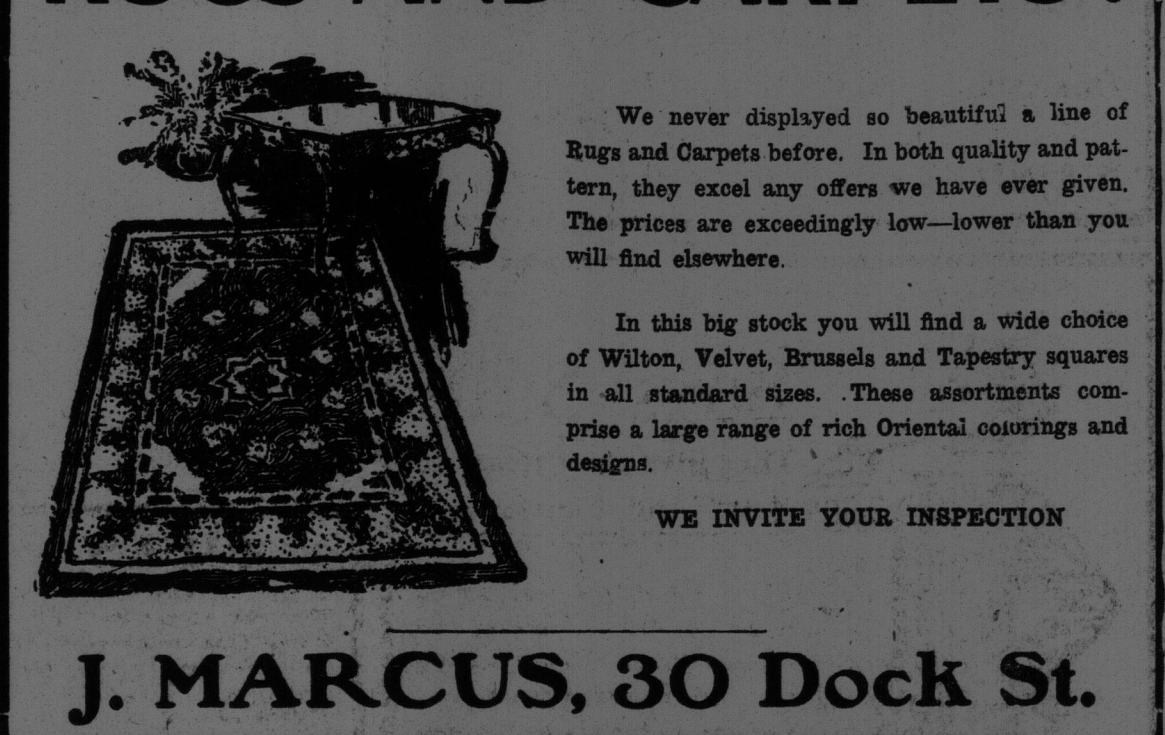 We never displayed so beautiful a line of
Rugs and Carpets before. In both quality and pat-
tern, they excel any offers we have ever given.
The prices are exceedingly low—lower than you
will find elsewhere.
In this big stock you will find a wide choice
of Wilton, Velvet, Brussels and Tapestry squares
in all standard sizes. .These assortments com-
prise a large range of rich Oriental colorings and
designs.
WE INVITE YOUR INSPECTION
J. MARCUS, 30 Dock St.